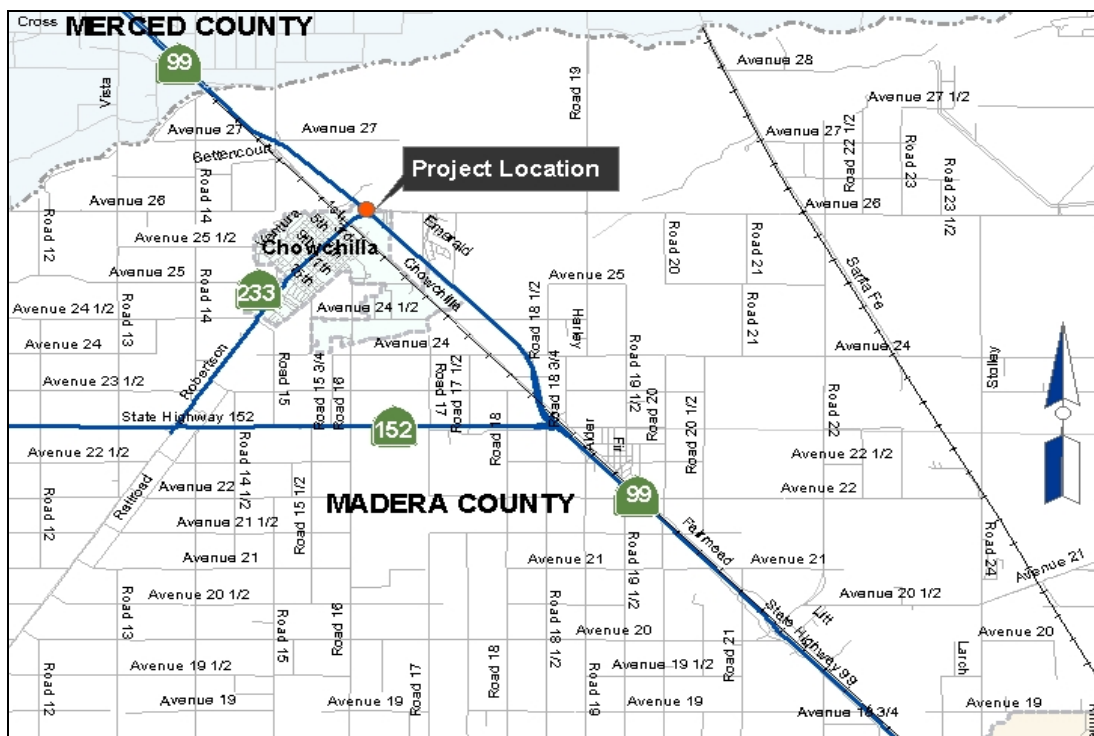 Cross
MERCED COUNTY
99
Vista
Avenue 28
Road 19
Avenue 27 1/2
Avenue 27
Avenue 27
Avenue 27
Road 22 1/2
Road 23
Road 23 1/2
Bettencourt
Project Location
Avenue 26
Road 14
Avenue 26
Road 12
Ventura
5th
Avenue 25 1/2
Chowchilla
7th
15th
Emerald
Road 20
Road 21
Avenue 25
Road 14
Chowchilla
Avenue 25
Santa Fe
233
Avenue 24 1/2
Avenue 24 1/2
Road 13
Road 18 1/2
Harley
Road 21
Avenue 24
Avenue 24
Avenue 24
Robertson
Road 15
Road 15 3/4
Road 16
Road 17
Road 17 1/2
Road 18 3/4
Road 19 1/2
Road 20
Road 20 1/2
Stolley
Avenue 23 1/2
State Highway 152
152
Road 18
Fir
Road 22
Avenue 22 1/2
Road 14 1/2
Avenue 22 1/2
Railroad
Avenue 22
Road 15 1/2
MADERA COUNTY
99
Avenue 22
Road 12
Avenue 21 1/2
Fairmead
Avenue 21
Avenue 21
Road 19 1/2
Avenue 21
Road 24
Avenue 21
Road 13
Avenue 20 1/2
Road 15
Road 16
Road 18 1/2
State Highway 99
Litt
Avenue 20 1/2
Avenue 20
Avenue 20
Road 21
Road 12
Avenue 19 1/2
Road 17
Road 18
Road 19
Avenue 19 1/2
Larch
Avenue 19
Avenue 19
Avenue 19
Avenue 18 3/4